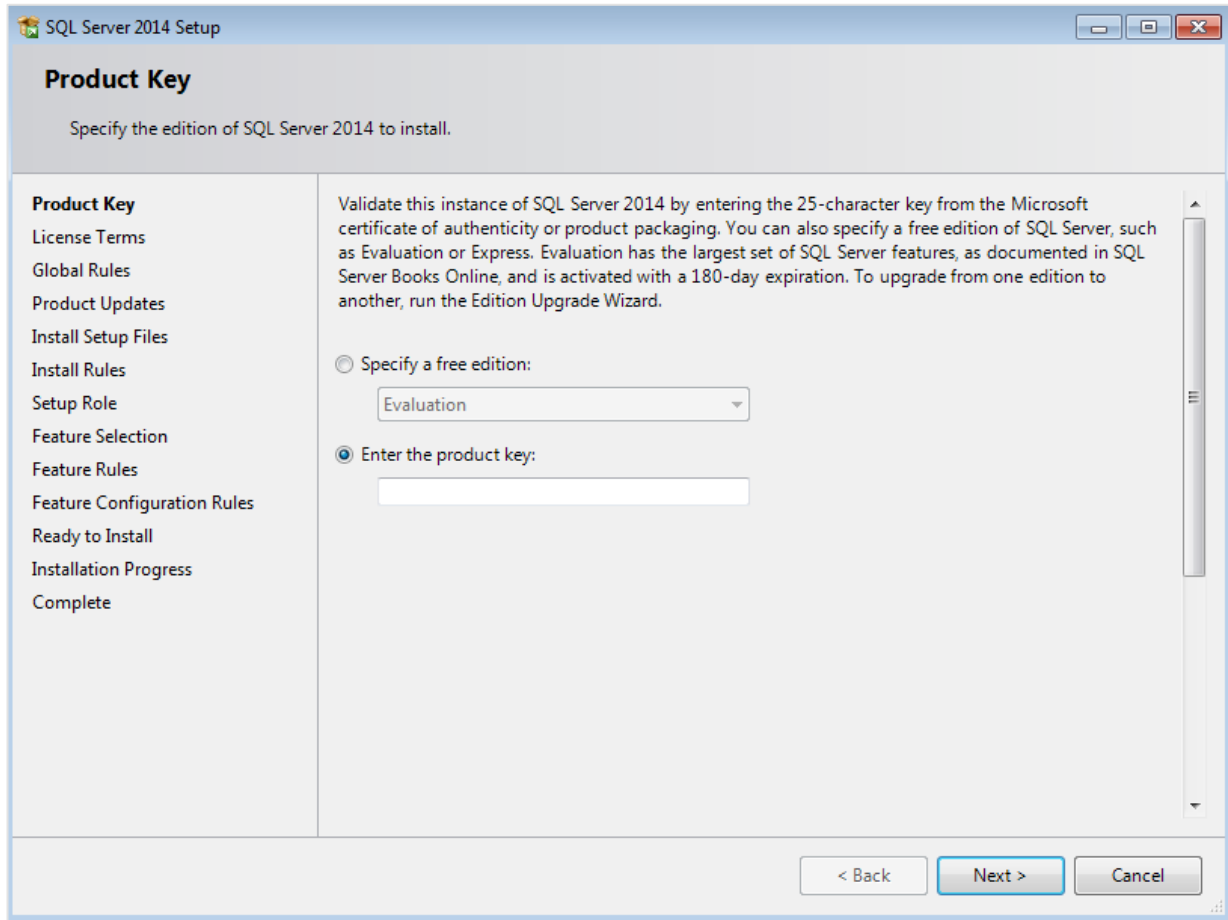 SQL Server 2014 Setup
Product Key
Specify the edition of SQL Server 2014 to install.
Product Key
License Terms
Global Rules
Product Updates
Install Setup Files
Install Rules
Setup Role
Feature Selection
Feature Rules
Feature Configuration Rules
Ready to Install
Installation Progress
Complete
Validate this instance of SQL Server 2014 by entering the 25-character key from the Microsoft
certificate of authenticity or product packaging. You can also specify a free edition of SQL Server, such
as Evaluation or Express. Evaluation has the largest set of SQL Server features, as documented in SQL
Server Books Online, and is activated with a 180-day expiration. To upgrade from one edition to
another, run the Edition Upgrade Wizard.
Specify a free edition:
Evaluation
Enter the product key:
< Back
Next >
Cancel